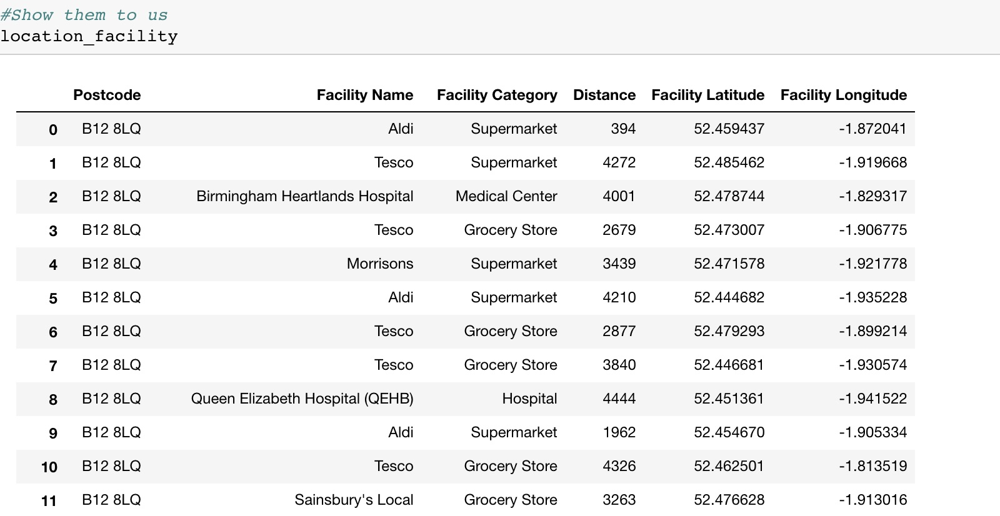 #Show them to us
location_facility
Postcode Facility Name Facility Category Distance Facility Latitude Facility Longitude
0 B12 8LQ Aldi Supermarket 394 52.459437 -1.872041
1 B12 8LQ Tesco Supermarket 4272 52.485462 -1.919668
2 B12 8LQ Birmingham Heartlands Hospital Medical Center 4001 52.478744 -1.829317
3 B12 8LQ Tesco Grocery Store 2679 52.473007 -1.906775
4 B12 8LQ Morrisons Supermarket 3439 52.471578 -1.921778
5 B12 8LQ Aldi Supermarket 4210 52.444682 -1.935228
6 B12 8LQ Tesco Grocery Store 2877 52.479293 -1.899214
7 B12 8LQ Tesco Grocery Store 3840 52.446681 -1.930574
8 B12 8LQ Queen Elizabeth Hospital (QEHB) Hospital 4444 52.451361 -1.941522
9 B12 8LQ Aldi Supermarket 1962 52.454670 -1.905334
10 B12 8LQ Tesco Grocery Store 4326 52.462501 -1.813519
11 B12 8LQ Sainsbury's Local Grocery Store 3263 52.476628 -1.913016